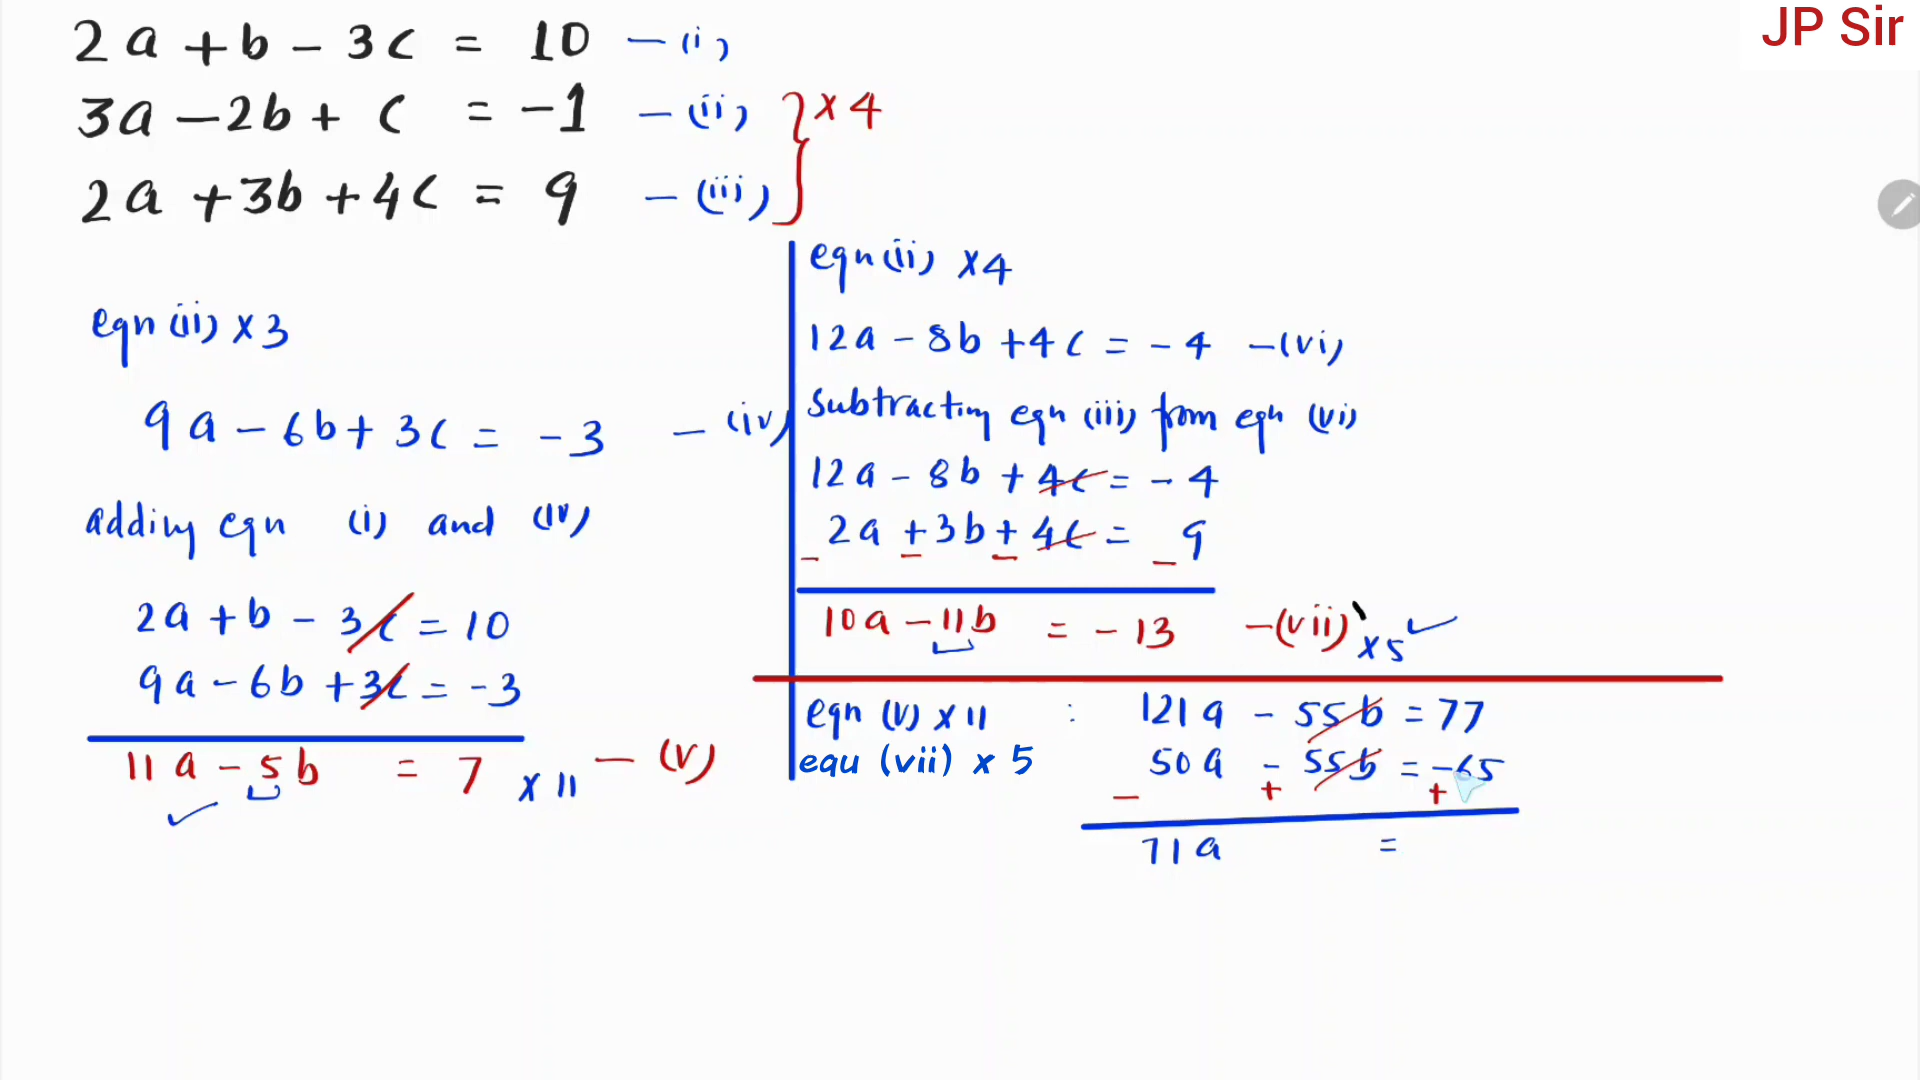 JP Sir
2a + b - 3c = 10 - (i)
3a - 2b + c = -1 - (ii) } x 4
2a + 3b + 4c = 9 - (iii)
eqn (ii) x 3
9a - 6b + 3c = -3 - (iv)
adding eqn (i) and (iv)
2a + b - 3c = 10
9a - 6b + 3c = -3
11a - 5b = 7 x 11 - (v)
eqn (ii) x 4
12a - 8b + 4c = -4 - (vi)
Subtracting eqn (iii) from eqn (vi)
12a - 8b + 4c = -4
2a + 3b + 4c = 9
- - - -
10a - 11b = -13 - (vii) x 5
eqn (v) x 11 : 121a - 55b = 77
equ (vii) x 5 50a - 55b = -65
- + +
71a =